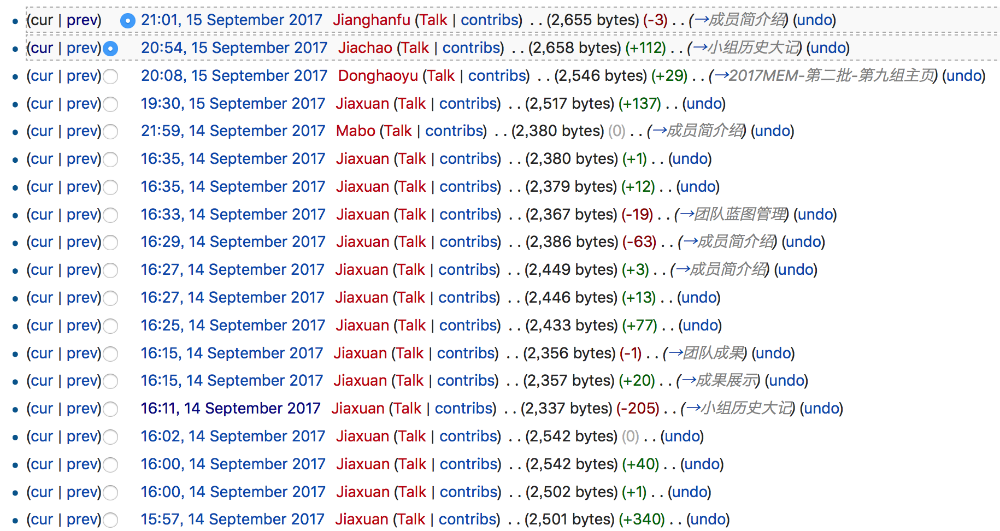 (cur | prev) 21:01, 15 September 2017 Jianghanfu (Talk | contribs) . . (2,655 bytes) (-3) . . (→成员简介绍) (undo)
(cur | prev) 20:54, 15 September 2017 Jiachao (Talk | contribs) . . (2,658 bytes) (+112) . . (→小组历史大记) (undo)
(cur | prev) 20:08, 15 September 2017 Donghaoyu (Talk | contribs) . . (2,546 bytes) (+29) . . (→2017MEM-第二批-第九组主页) (undo)
(cur | prev) 19:30, 15 September 2017 Jiaxuan (Talk | contribs) . . (2,517 bytes) (+137) . . (undo)
(cur | prev) 21:59, 14 September 2017 Mabo (Talk | contribs) . . (2,380 bytes) (0) . . (→成员简介绍) (undo)
(cur | prev) 16:35, 14 September 2017 Jiaxuan (Talk | contribs) . . (2,380 bytes) (+1) . . (undo)
(cur | prev) 16:35, 14 September 2017 Jiaxuan (Talk | contribs) . . (2,379 bytes) (+12) . . (undo)
(cur | prev) 16:33, 14 September 2017 Jiaxuan (Talk | contribs) . . (2,367 bytes) (-19) . . (→团队蓝图管理) (undo)
(cur | prev) 16:29, 14 September 2017 Jiaxuan (Talk | contribs) . . (2,386 bytes) (-63) . . (→成员简介绍) (undo)
(cur | prev) 16:27, 14 September 2017 Jiaxuan (Talk | contribs) . . (2,449 bytes) (+3) . . (→成员简介绍) (undo)
(cur | prev) 16:27, 14 September 2017 Jiaxuan (Talk | contribs) . . (2,446 bytes) (+13) . . (undo)
(cur | prev) 16:25, 14 September 2017 Jiaxuan (Talk | contribs) . . (2,433 bytes) (+77) . . (undo)
(cur | prev) 16:15, 14 September 2017 Jiaxuan (Talk | contribs) . . (2,356 bytes) (-1) . . (→团队成果) (undo)
(cur | prev) 16:15, 14 September 2017 Jiaxuan (Talk | contribs) . . (2,357 bytes) (+20) . . (→成果展示) (undo)
(cur | prev) 16:11, 14 September 2017 Jiaxuan (Talk | contribs) . . (2,337 bytes) (-205) . . (→小组历史大记) (undo)
(cur | prev) 16:02, 14 September 2017 Jiaxuan (Talk | contribs) . . (2,542 bytes) (0) . . (undo)
(cur | prev) 16:00, 14 September 2017 Jiaxuan (Talk | contribs) . . (2,542 bytes) (+40) . . (undo)
(cur | prev) 16:00, 14 September 2017 Jiaxuan (Talk | contribs) . . (2,502 bytes) (+1) . . (undo)
(cur | prev) 15:57, 14 September 2017 Jiaxuan (Talk | contribs) . . (2,501 bytes) (+340) . . (undo)